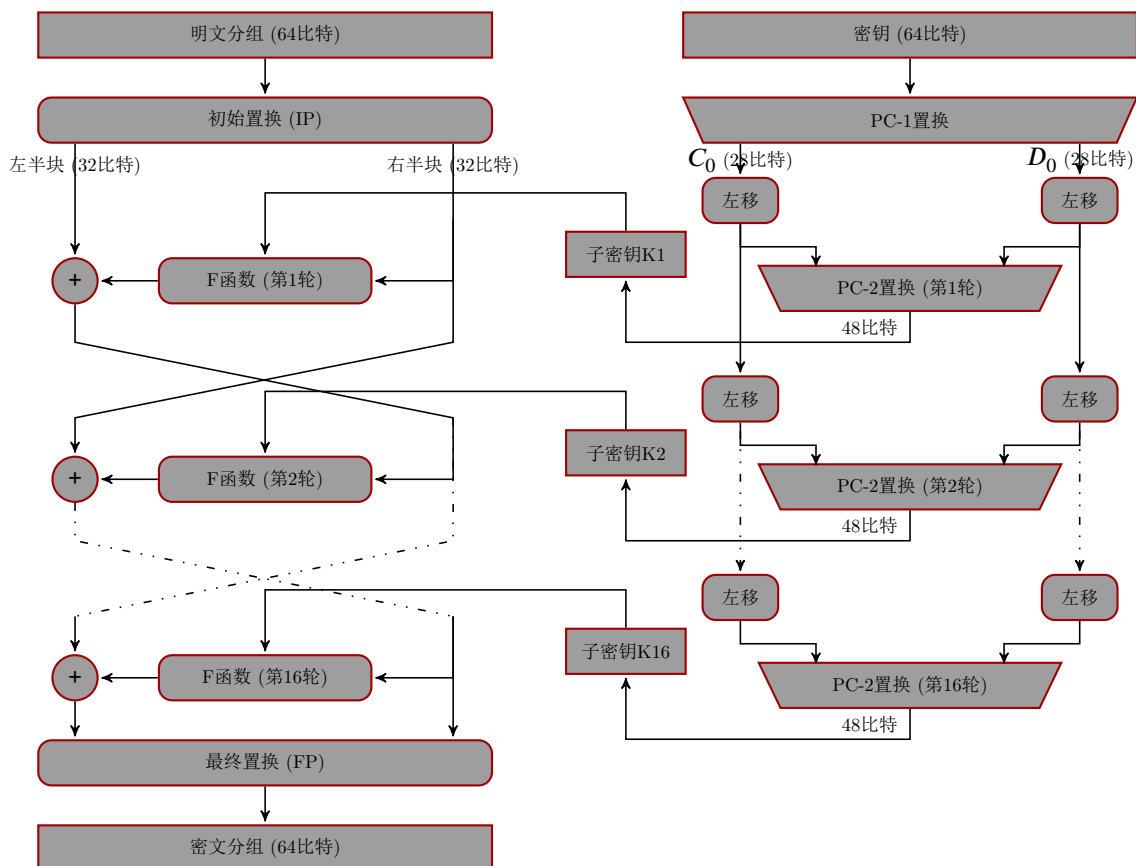 明文分组 (64比特)
密钥 (64比特)
初始置换 (IP)
PC-1置换
左半块 (32比特)
右半块 (32比特)
C0 (28比特)
D0 (28比特)
左移
左移
子密钥K1
+
F函数 (第1轮)
PC-2置换 (第1轮)
48比特
左移
左移
子密钥K2
+
F函数 (第2轮)
PC-2置换 (第2轮)
48比特
左移
左移
子密钥K16
+
F函数 (第16轮)
PC-2置换 (第16轮)
48比特
最终置换 (FP)
密文分组 (64比特)